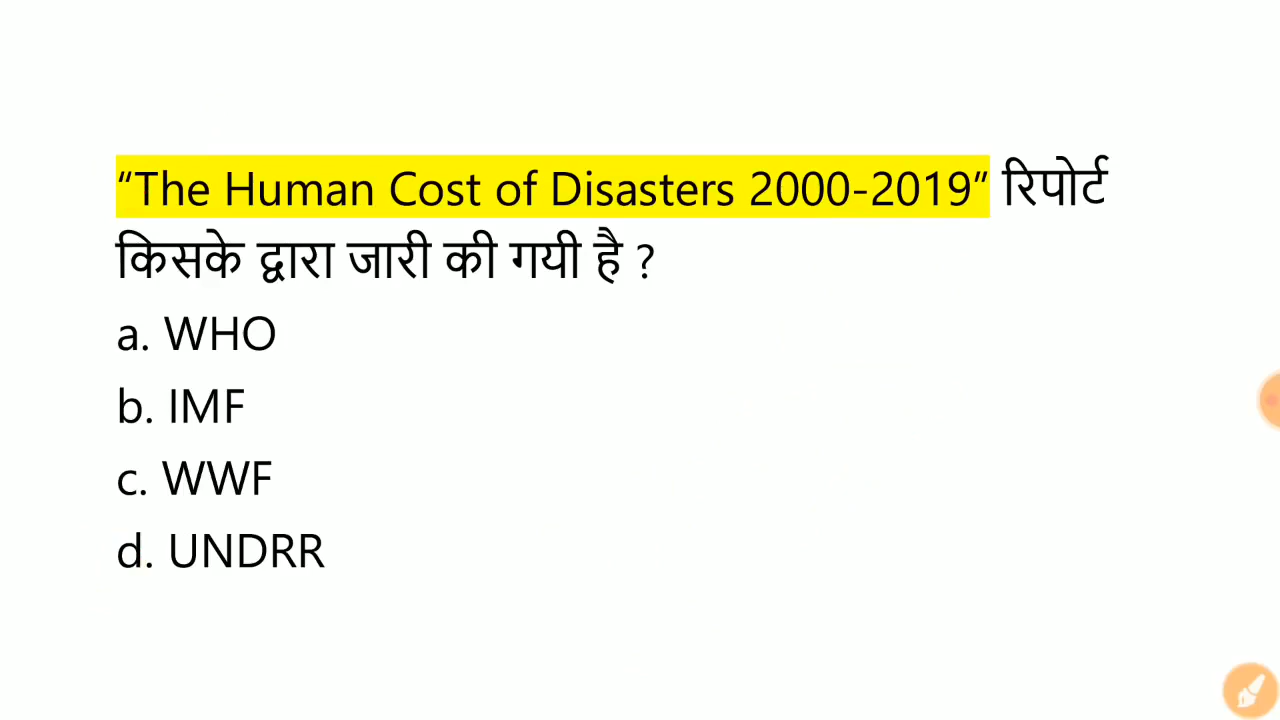 “The Human Cost of Disasters 2000-2019” रिपोर्ट
किसके द्वारा जारी की गयी है ?
a. WHO
b. IMF
c. WWF
d. UNDRR